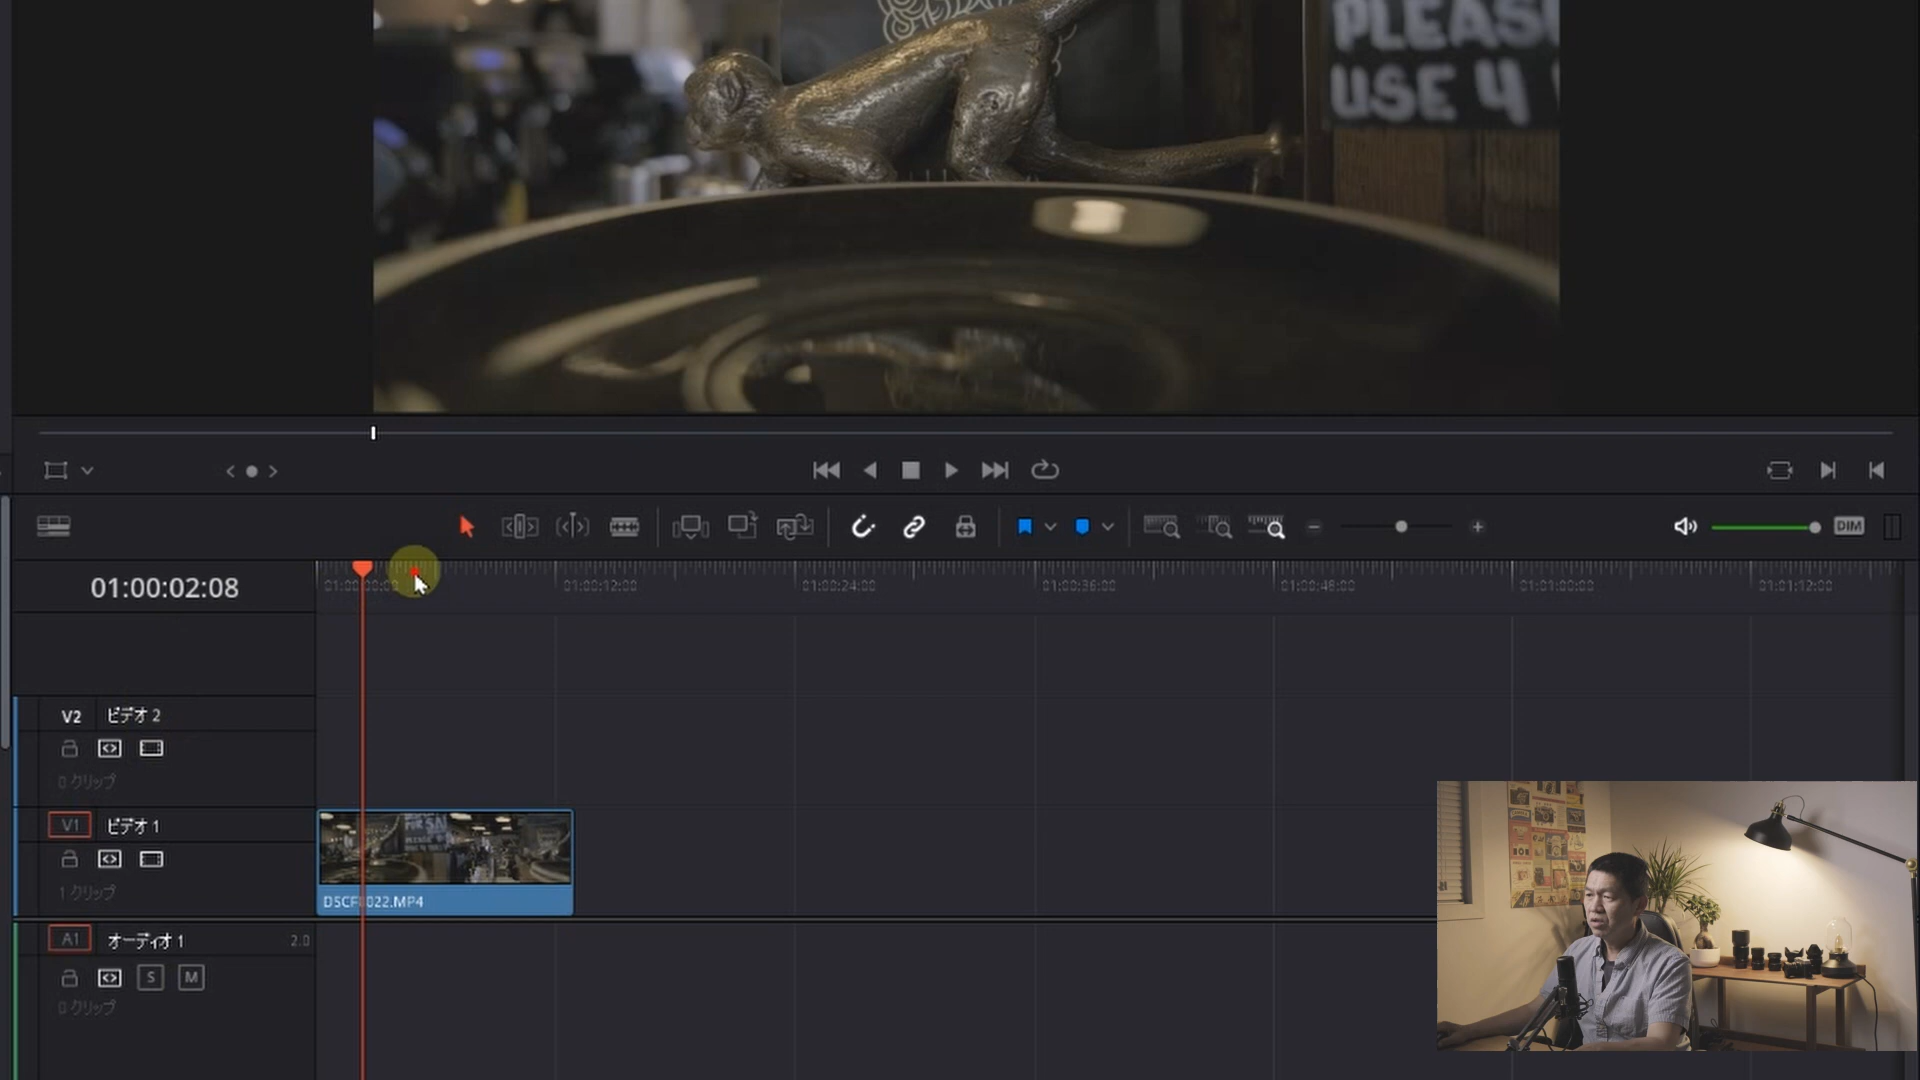 PLEAS
USE 4
DIM
01:00:02:08
01:00:00:00 01:00:12:00 01:00:24:00 01:00:36:00 01:00:48:00 01:01:00:00 01:01:12:00
V2 ビデオ 2
0 クリップ
V1 ビデオ 1
1 クリップ
DSCF 022.MP4
A1 オーディオ 1 2.0
S M
0 クリップ